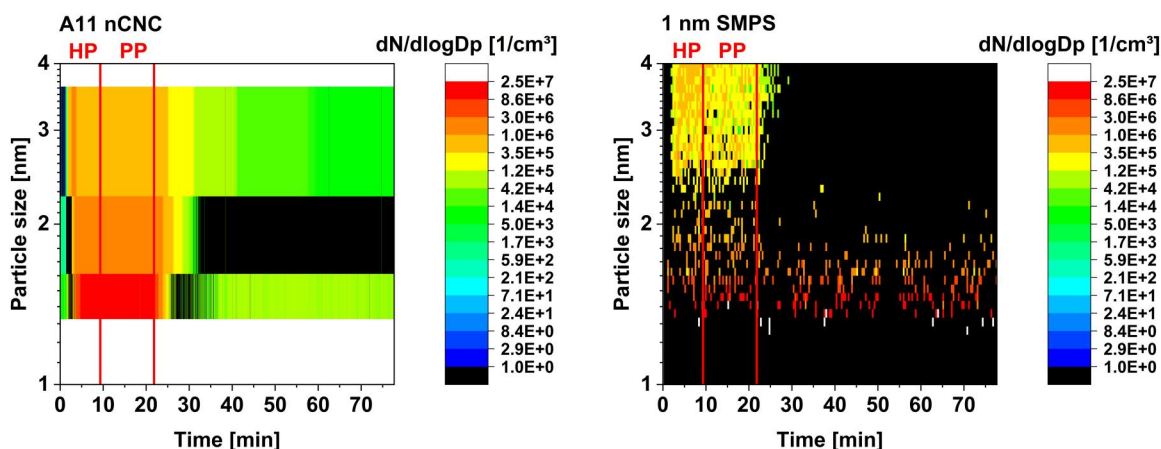 A11 nCNC
HP PP
dN/dlogDp [1/cm³]
4
3
2
1
Particle size [nm]
0 10 20 30 40 50 60 70
Time [min]
2.5E+7
8.6E+6
3.0E+6
1.0E+6
3.5E+5
1.2E+5
4.2E+4
1.4E+4
5.0E+3
1.7E+3
5.9E+2
2.1E+2
7.1E+1
2.4E+1
8.4E+0
2.9E+0
1.0E+0
1 nm SMPS
HP PP
dN/dlogDp [1/cm³]
4
3
2
1
Particle size [nm]
0 10 20 30 40 50 60 70
Time [min]
2.5E+7
8.6E+6
3.0E+6
1.0E+6
3.5E+5
1.2E+5
4.2E+4
1.4E+4
5.0E+3
1.7E+3
5.9E+2
2.1E+2
7.1E+1
2.4E+1
8.4E+0
2.9E+0
1.0E+0